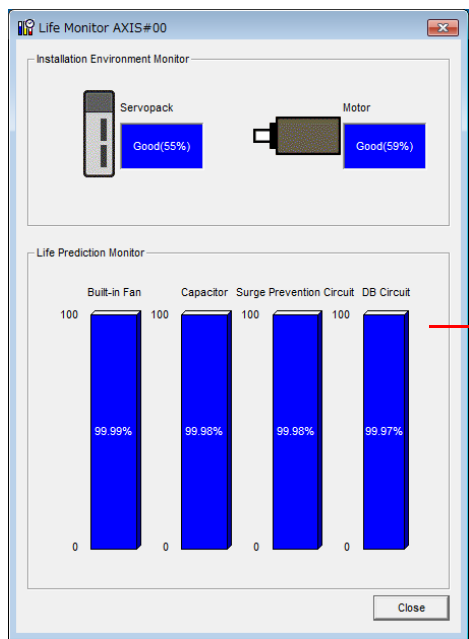 Life Monitor AXIS#00
Installation Environment Monitor
Servopack
Motor
Good(55%)
Good(59%)
Life Prediction Monitor
Built-in Fan Capacitor Surge Prevention Circuit DB Circuit
100 100 100 100
99.99% 99.98% 99.98% 99.97%
0 0 0 0
Close